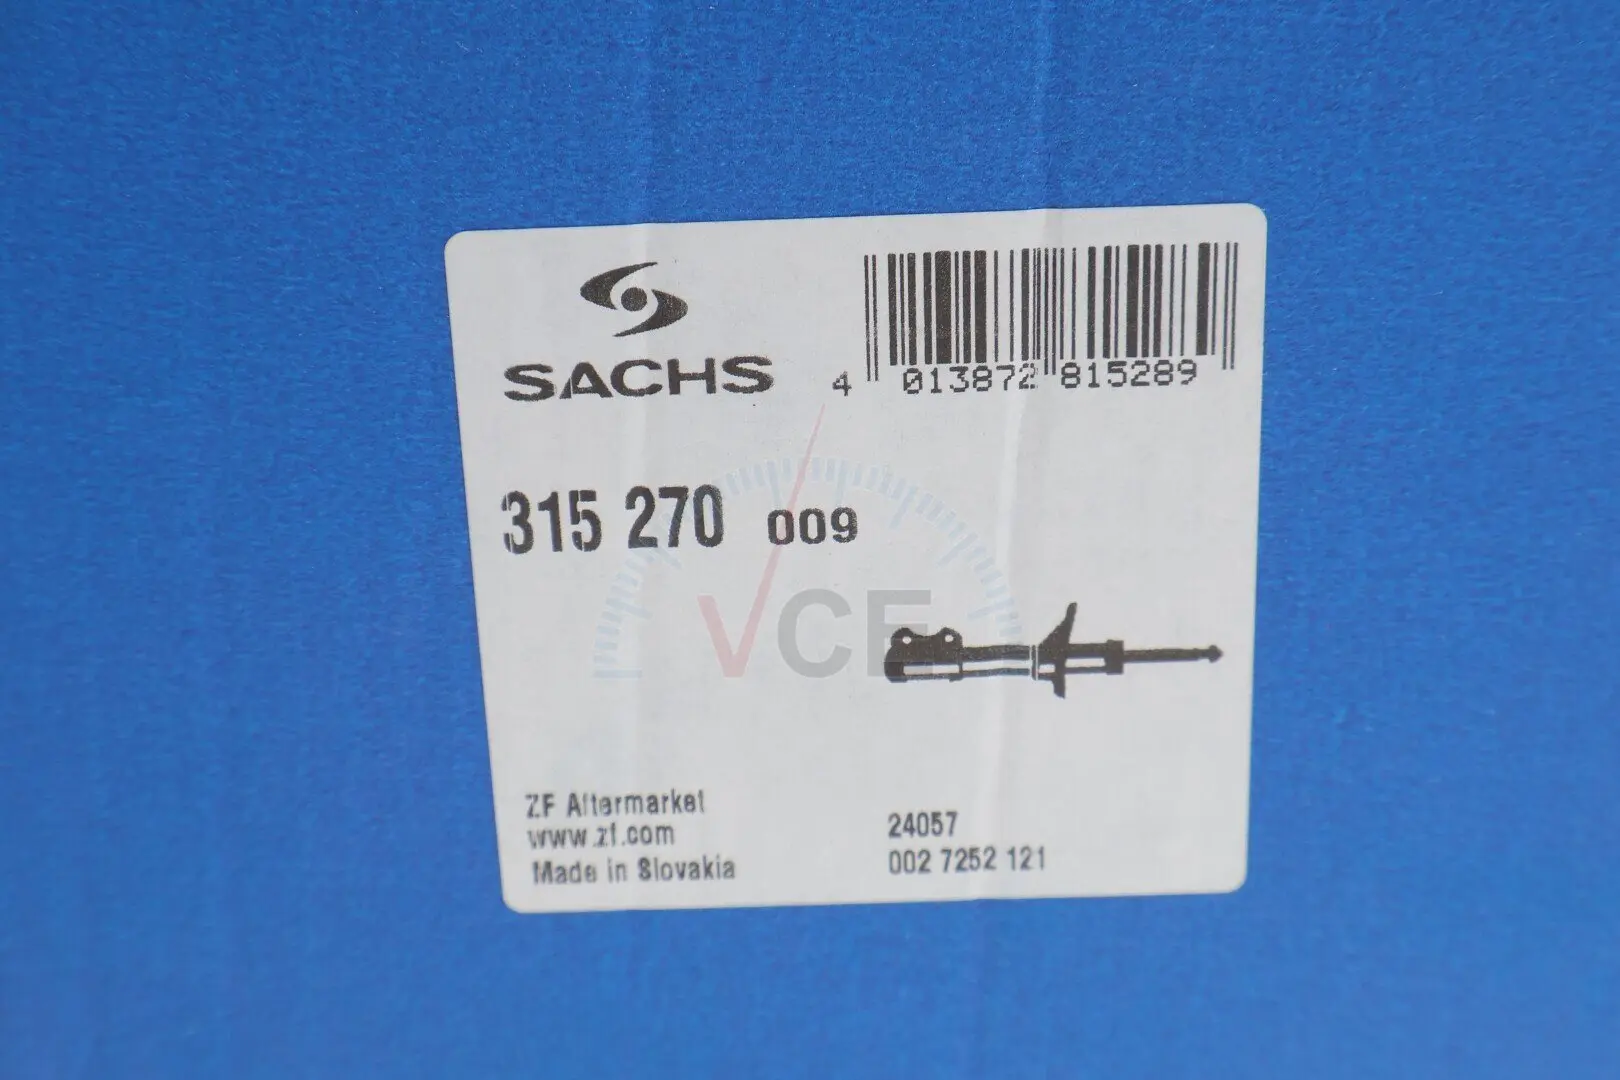 SACHS
4 013872 815289
315 270 009
VCE
ZF Aftermarket
www.zf.com
Made in Slovakia
24057
002 7252 121